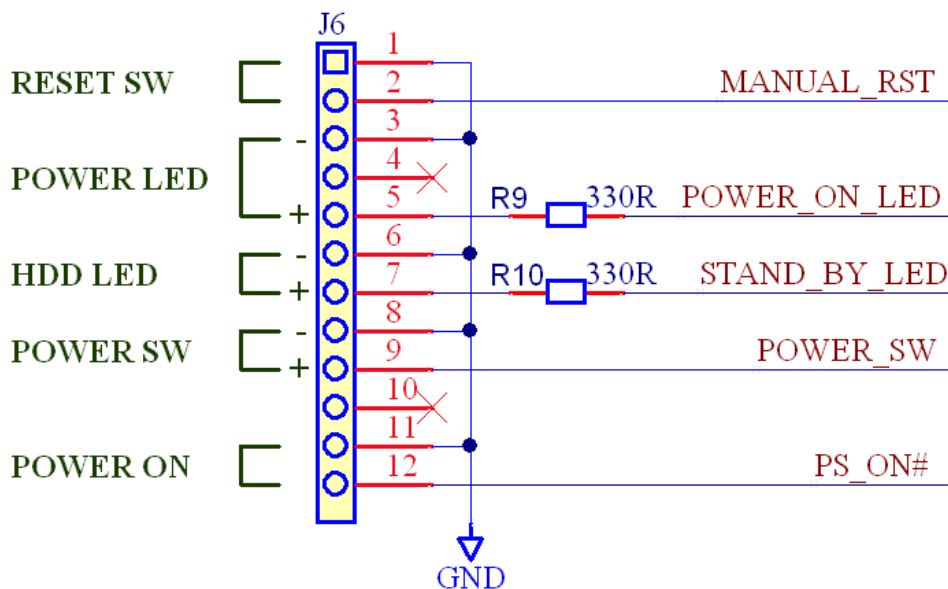 J6
1
RESET SW
2
MANUAL_RST
3
-
POWER LED
4
+
5
R9
330R
POWER_ON_LED
6
-
HDD LED
+
7
R10
330R
STAND_BY_LED
8
-
POWER SW
+
9
POWER_SW
10
11
POWER ON
12
PS_ON#
GND